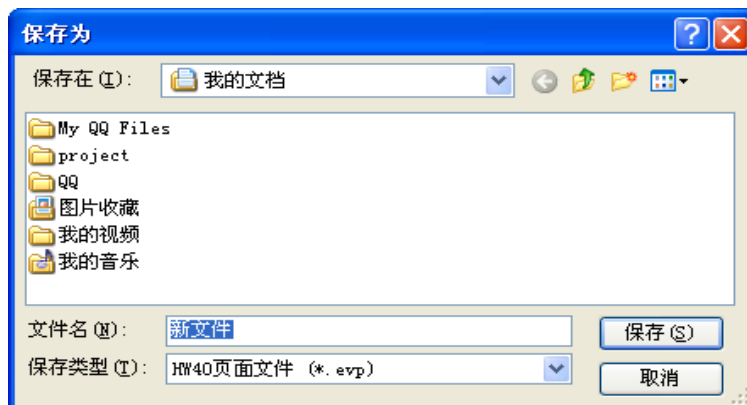 保存为
保存在(I): 我的文档
My QQ Files
project
QQ
图片收藏
我的视频
我的音乐
文件名(N): 新文件 保存(S)
保存类型(T): HW40页面文件 (*.evp) 取消